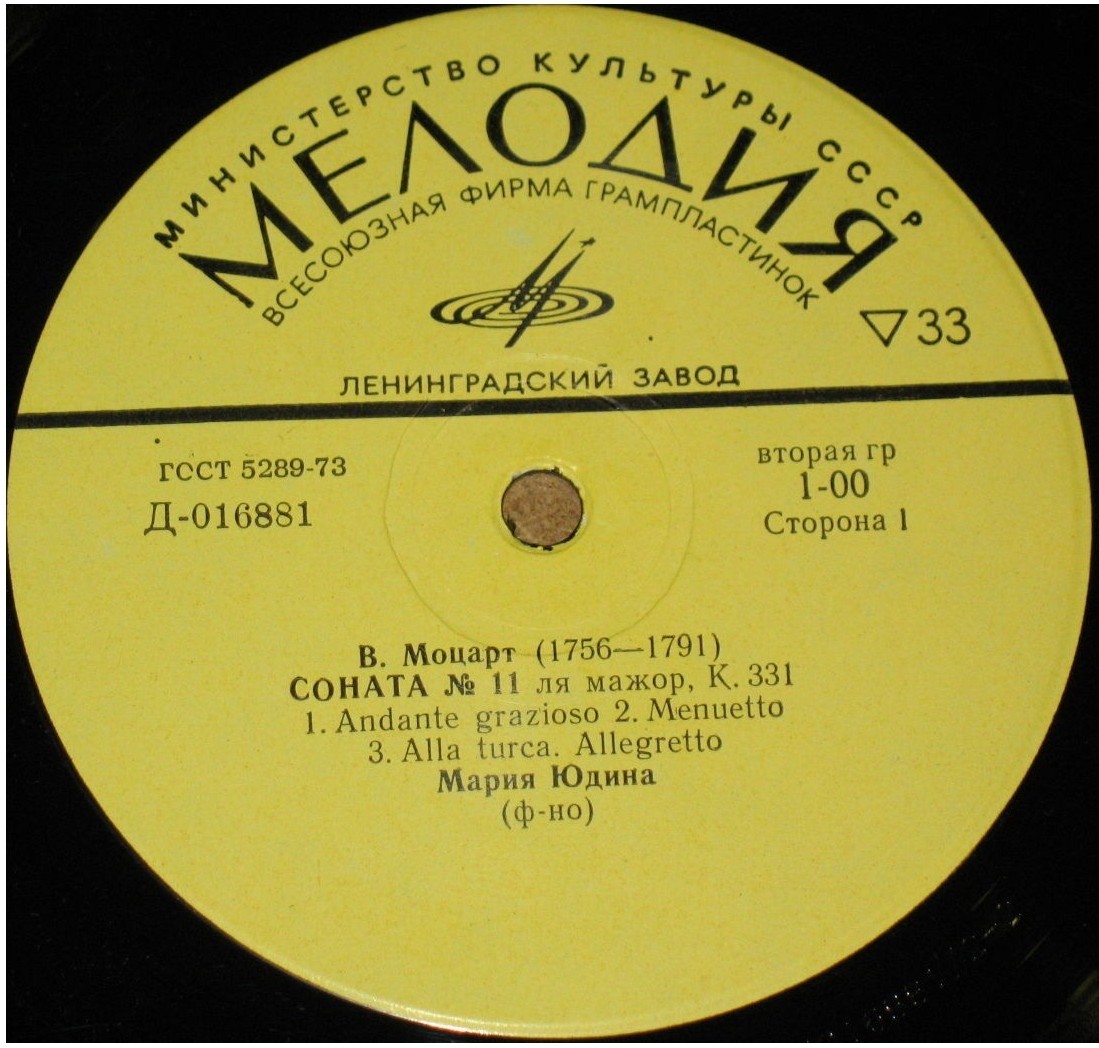 МИНИСТЕРСТВО КУЛЬТУРЫ СССР
МЕЛОДИЯ
ВСЕСОЮЗНАЯ ФИРМА ГРАМПЛАСТИНОК
33
ЛЕНИНГРАДСКИЙ ЗАВОД
ГССТ 5289-73
Д-016881
вторая гр
1-00
Сторона 1
В. Моцарт (1756—1791)
СОНАТА № 11 ля мажор, К. 331
1. Andante grazioso 2. Menuetto
3. Alla turca. Allegretto
Мария Юдина
(ф-но)